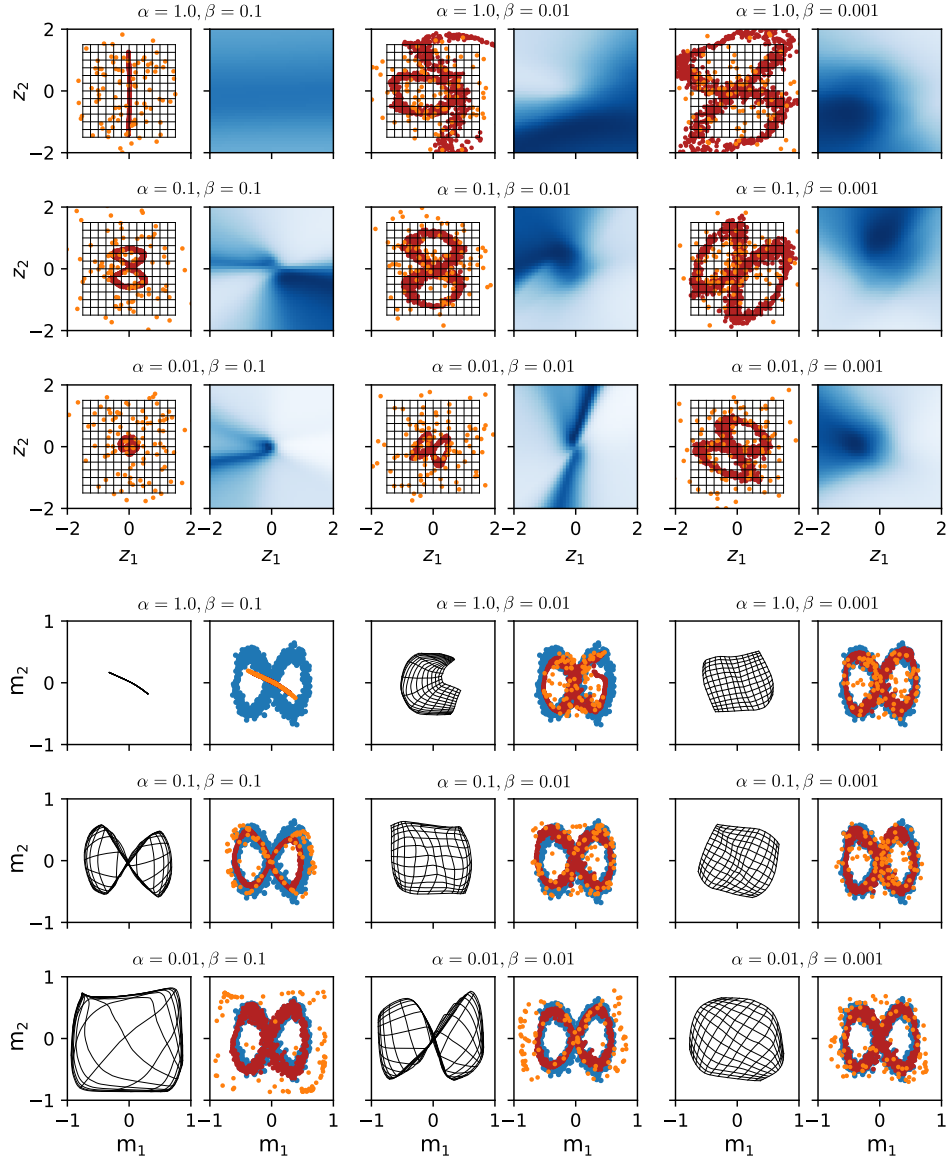 α = 1.0, β = 0.1 α = 1.0, β = 0.01 α = 1.0, β = 0.001
2
z₂ 0
−2
α = 0.1, β = 0.1 α = 0.1, β = 0.01 α = 0.1, β = 0.001
2
z₂ 0
−2
α = 0.01, β = 0.1 α = 0.01, β = 0.01 α = 0.01, β = 0.001
2
z₂ 0
−2
−2 0 2 0 2 −2 0 2 0 2 −2 0 2 0 2
z₁ z₁ z₁ z₁ z₁ z₁
α = 1.0, β = 0.1 α = 1.0, β = 0.01 α = 1.0, β = 0.001
1
m₂ 0
−1
α = 0.1, β = 0.1 α = 0.1, β = 0.01 α = 0.1, β = 0.001
1
m₂ 0
−1
α = 0.01, β = 0.1 α = 0.01, β = 0.01 α = 0.01, β = 0.001
1
m₂ 0
−1
−1 0 1 0 1 −1 0 1 0 1 −1 0 1 0 1
m₁ m₁ m₁ m₁ m₁ m₁